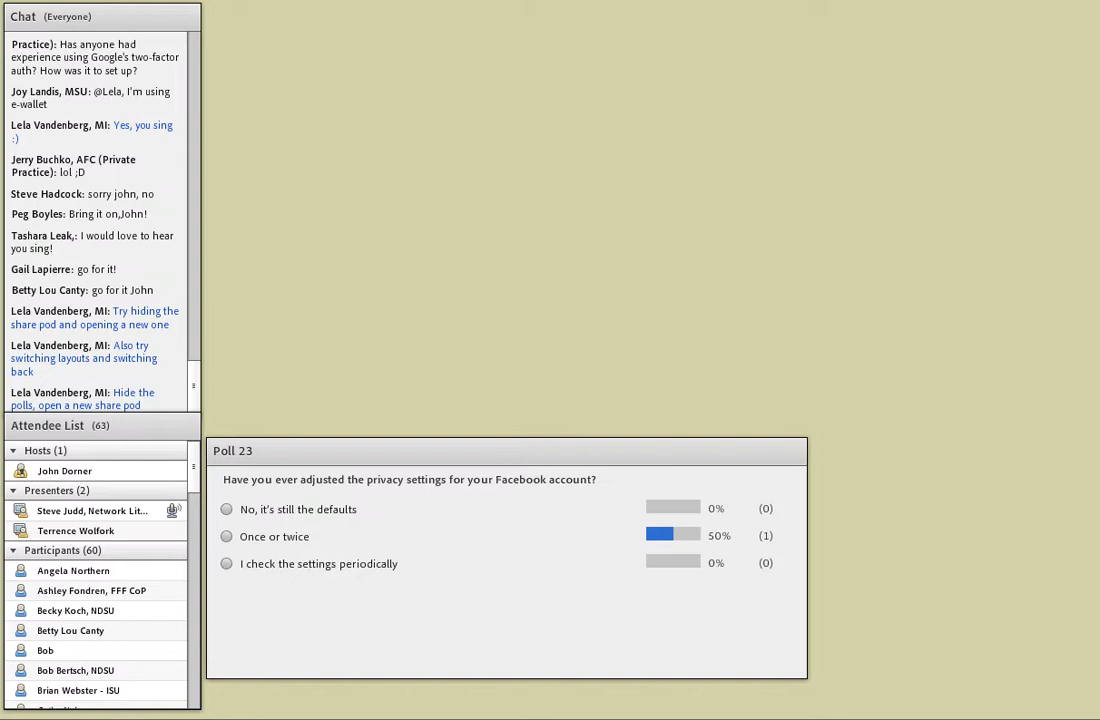 Chat (Everyone)
Practice): Has anyone had
experience using Google's two-factor
auth? How was it to set up?
Joy Landis, MSU: @Lela, I'm using
e-wallet
Lela Vandenberg, MI: Yes, you sing
:)
Jerry Buchko, AFC (Private
Practice): lol ;D
Steve Hadcock: sorry john, no
Peg Boyles: Bring it on,John!
Tashara Leak,: I would love to hear
you sing!
Gail Lapierre: go for it!
Betty Lou Canty: go for it John
Lela Vandenberg, MI: Try hiding the
share pod and opening a new one
Lela Vandenberg, MI: Also try
switching layouts and switching
back
Lela Vandenberg, MI: Hide the
polls, open a new share pod
Attendee List (63)
Hosts (1)
John Dorner
Presenters (2)
Steve Judd, Network Lit...
Terrence Wolfork
Participants (60)
Angela Northern
Ashley Fondren, FFF CoP
Becky Koch, NDSU
Betty Lou Canty
Bob
Bob Bertsch, NDSU
Brian Webster - ISU
Poll 23
Have you ever adjusted the privacy settings for your Facebook account?
No, it's still the defaults 0% (0)
Once or twice 50% (1)
I check the settings periodically 0% (0)